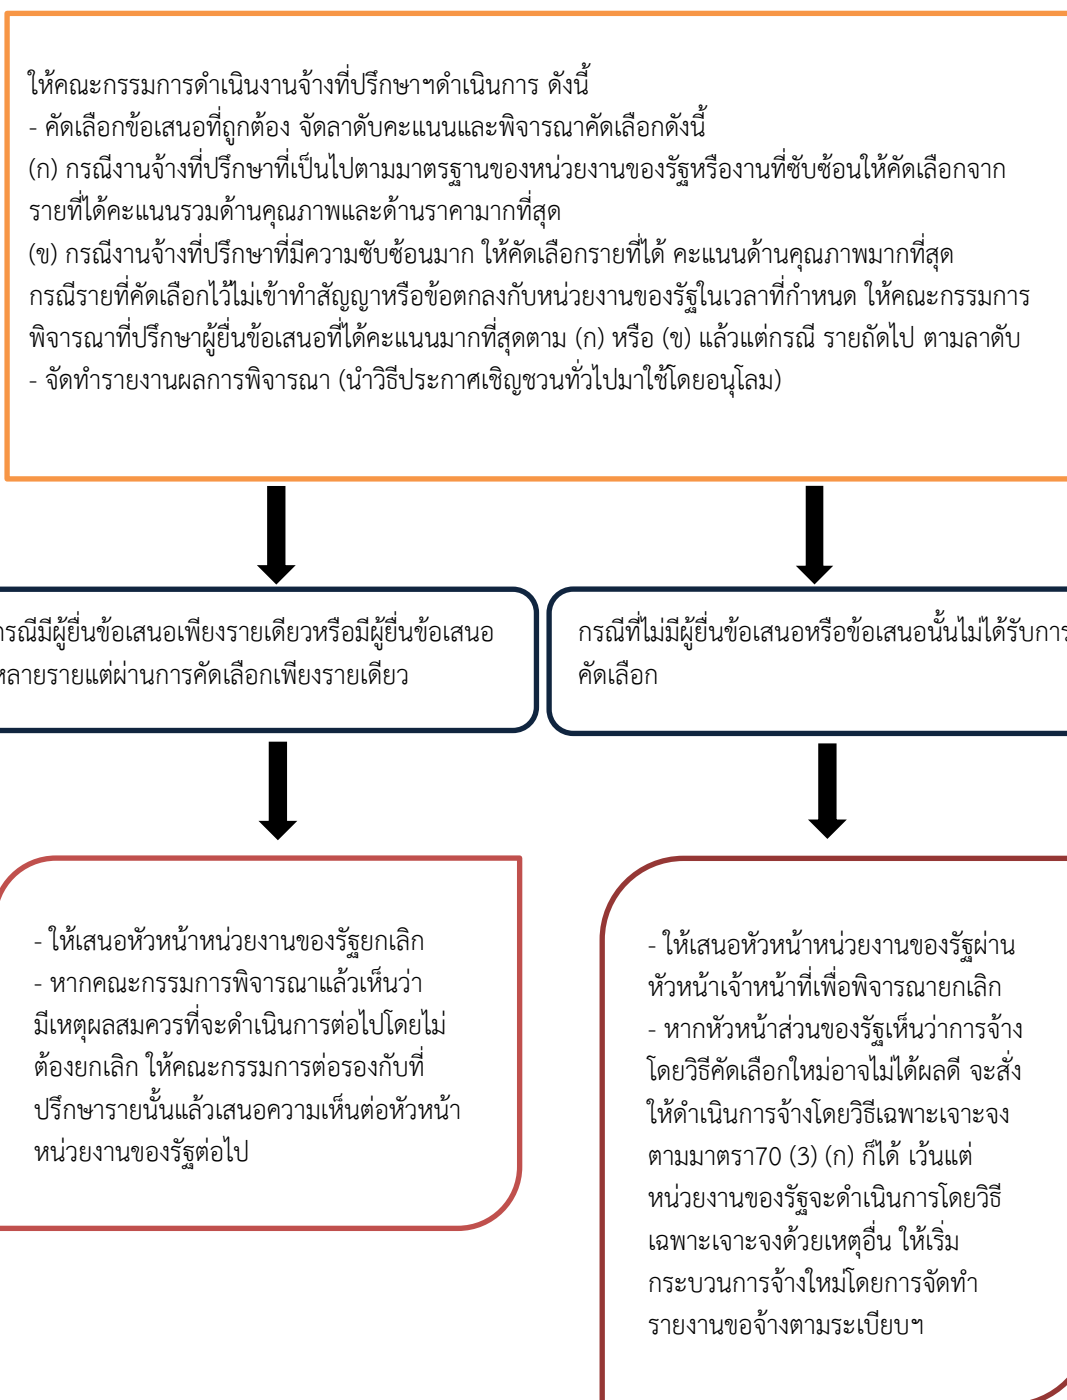 ให้คณะกรรมการดำเนินงานจ้างที่ปรึกษาฯดำเนินการ ดังนี้
- คัดเลือกข้อเสนอที่ถูกต้อง จัดลาดับคะแนนและพิจารณาคัดเลือกดังนี้
(ก) กรณีงานจ้างที่ปรึกษาที่เป็นไปตามมาตรฐานของหน่วยงานของรัฐหรืองานที่ซับซ้อนให้คัดเลือกจาก
รายที่ได้คะแนนรวมด้านคุณภาพและด้านราคามากที่สุด
(ข) กรณีงานจ้างที่ปรึกษาที่มีความซับซ้อนมาก ให้คัดเลือกรายที่ได้ คะแนนด้านคุณภาพมากที่สุด
กรณีรายที่คัดเลือกไว้ไม่เข้าทำสัญญาหรือข้อตกลงกับหน่วยงานของรัฐในเวลาที่กำหนด ให้คณะกรรมการ
พิจารณาที่ปรึกษาผู้ยื่นข้อเสนอที่ได้คะแนนมากที่สุดตาม (ก) หรือ (ข) แล้วแต่กรณี รายถัดไป ตามลาดับ
- จัดทำรายงานผลการพิจารณา (นำวิธีประกาศเชิญชวนทั่วไปมาใช้โดยอนุโลม)
กรณีมีผู้ยื่นข้อเสนอเพียงรายเดียวหรือมีผู้ยื่นข้อเสนอ
หลายรายแต่ผ่านการคัดเลือกเพียงรายเดียว
กรณีที่ไม่มีผู้ยื่นข้อเสนอหรือข้อเสนอนั้นไม่ได้รับการ
คัดเลือก
- ให้เสนอหัวหน้าหน่วยงานของรัฐยกเลิก
- หากคณะกรรมการพิจารณาแล้วเห็นว่า
มีเหตุผลสมควรที่จะดำเนินการต่อไปโดยไม่
ต้องยกเลิก ให้คณะกรรมการต่อรองกับที่
ปรึกษารายนั้นแล้วเสนอความเห็นต่อหัวหน้า
หน่วยงานของรัฐต่อไป
- ให้เสนอหัวหน้าหน่วยงานของรัฐผ่าน
หัวหน้าเจ้าหน้าที่เพื่อพิจารณายกเลิก
- หากหัวหน้าส่วนของรัฐเห็นว่าการจ้าง
โดยวิธีคัดเลือกใหม่อาจไม่ได้ผลดี จะสั่ง
ให้ดำเนินการจ้างโดยวิธีเฉพาะเจาะจง
ตามมาตรา70 (3) (ก) ก็ได้ เว้นแต่
หน่วยงานของรัฐจะดำเนินการโดยวิธี
เฉพาะเจาะจงด้วยเหตุอื่น ให้เริ่ม
กระบวนการจ้างใหม่โดยการจัดทำ
รายงานขอจ้างตามระเบียบฯ